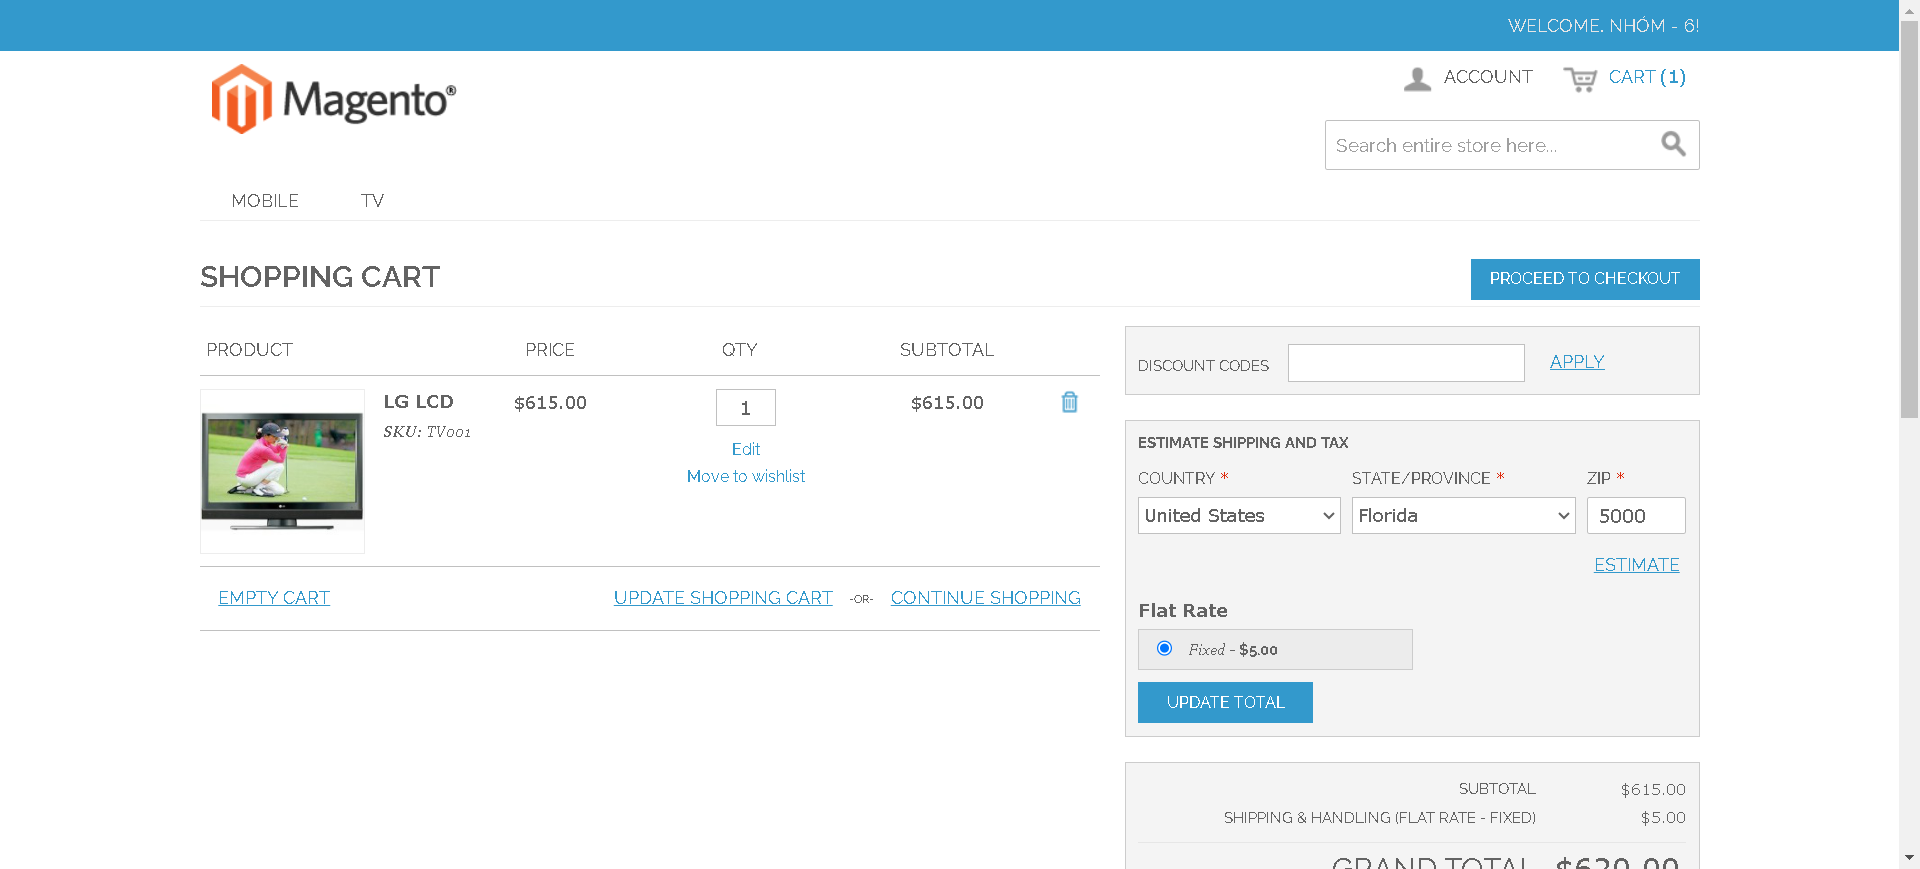 WELCOME. NHÓM - 6!
Magento®
ACCOUNT
CART (1)
Search entire store here...
MOBILE
TV
SHOPPING CART
PROCEED TO CHECKOUT
PRODUCT
PRICE
QTY
SUBTOTAL
LG LCD
SKU: TV001
$615.00
1
Edit
Move to wishlist
$615.00
EMPTY CART
UPDATE SHOPPING CART
-OR-
CONTINUE SHOPPING
DISCOUNT CODES
APPLY
ESTIMATE SHIPPING AND TAX
COUNTRY *
STATE/PROVINCE *
ZIP *
United States
Florida
5000
ESTIMATE
Flat Rate
Fixed - $5.00
UPDATE TOTAL
SUBTOTAL $615.00
SHIPPING & HANDLING (FLAT RATE - FIXED) $5.00
GRAND TOTAL $620.00